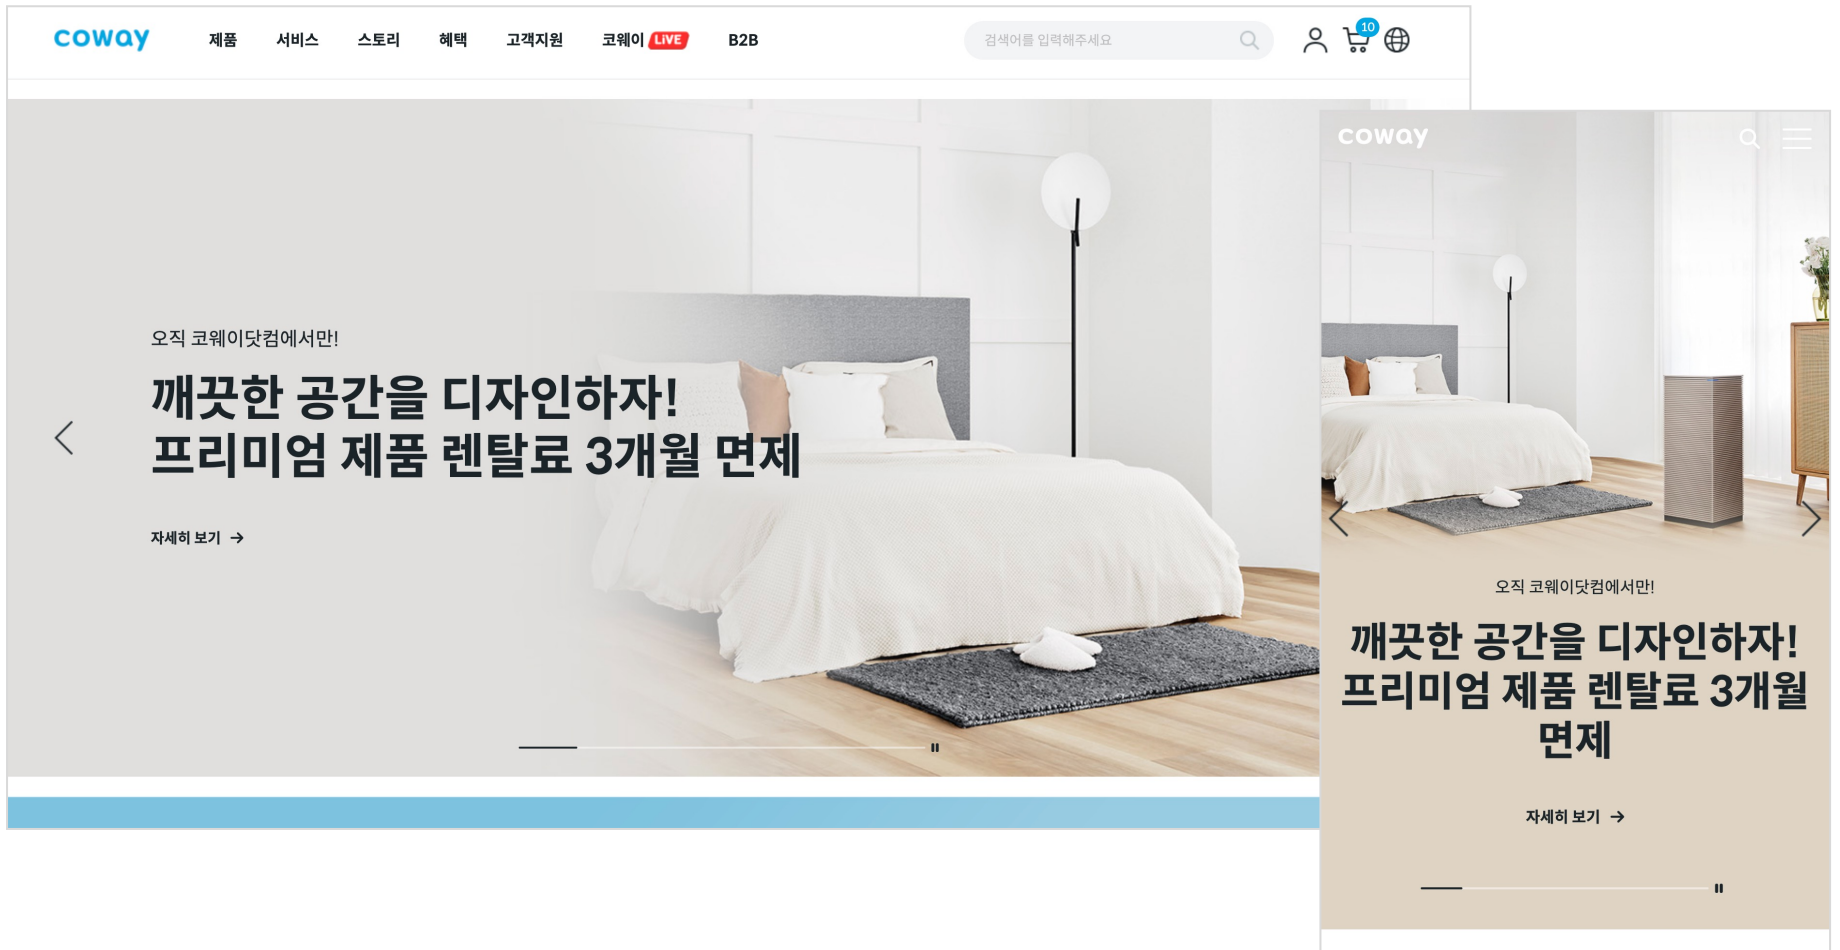 coway
제품 서비스 스토리 혜택 고객지원 코웨이 LIVE B2B
검색어를 입력해주세요
10
오직 코웨이닷컴에서만!
깨끗한 공간을 디자인하자!
프리미엄 제품 렌탈료 3개월 면제
자세히 보기
coway
오직 코웨이닷컴에서만!
깨끗한 공간을 디자인하자!
프리미엄 제품 렌탈료 3개월
면제
자세히 보기